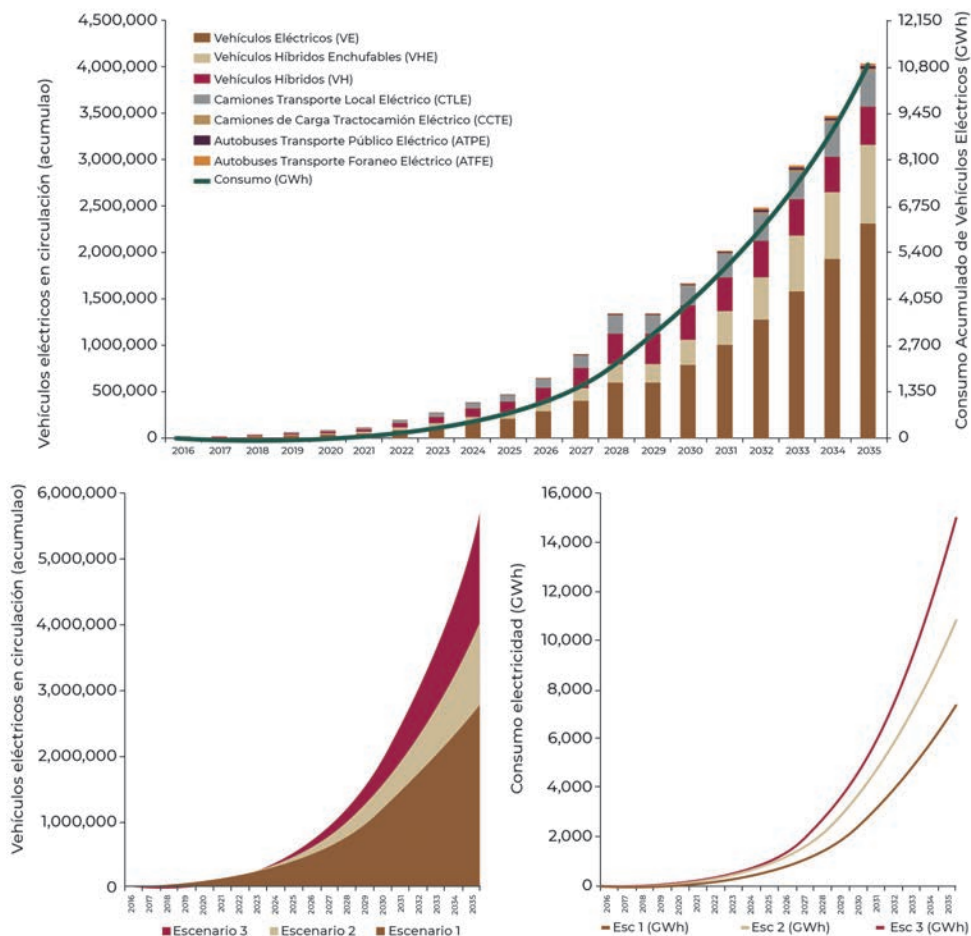 Vehículos eléctricos en circulación (acumulao)
4,500,000
4,000,000
3,500,000
3,000,000
2,500,000
2,000,000
1,500,000
1,000,000
500,000
0
Vehículos Eléctricos (VE)
Vehículos Híbridos Enchufables (VHE)
Vehículos Híbridos (VH)
Camiones Transporte Local Eléctrico (CTLE)
Camiones de Carga Tractocamión Eléctrico (CCTE)
Autobuses Transporte Público Eléctrico (ATPE)
Autobuses Transporte Foraneo Eléctrico (ATFE)
Consumo (GWh)
12,150
10,800
9,450
8,100
6,750
5,400
4,050
2,700
1,350
0
Consumo Acumulado de Vehículos Eléctricos (GWh)
2016 2017 2018 2019 2020 2021 2022 2023 2024 2025 2026 2027 2028 2029 2030 2031 2032 2033 2034 2035
Vehículos eléctricos en circulación (acumulao)
6,000,000
5,000,000
4,000,000
3,000,000
2,000,000
1,000,000
0
2016 2017 2018 2019 2020 2021 2022 2023 2024 2025 2026 2027 2028 2029 2030 2031 2032 2033 2034 2035
Escenario 3 Escenario 2 Escenario 1
Consumo electricidad (GWh)
16,000
14,000
12,000
10,000
8,000
6,000
4,000
2,000
0
2016 2017 2018 2019 2020 2021 2022 2023 2024 2025 2026 2027 2028 2029 2030 2031 2032 2033 2034 2035
Esc 1 (GWh) Esc 2 (GWh) Esc 3 (GWh)